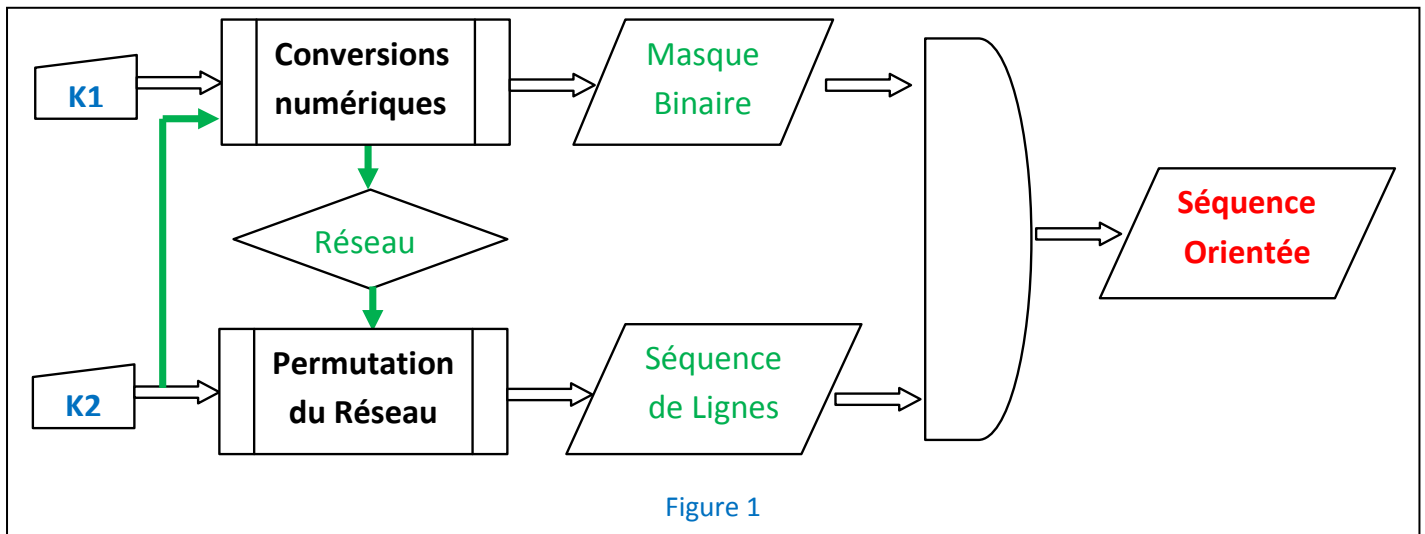 K1
Conversions
numériques
Masque
Binaire
Réseau
Séquence
Orientée
K2
Permutation
du Réseau
Séquence
de Lignes
Figure 1